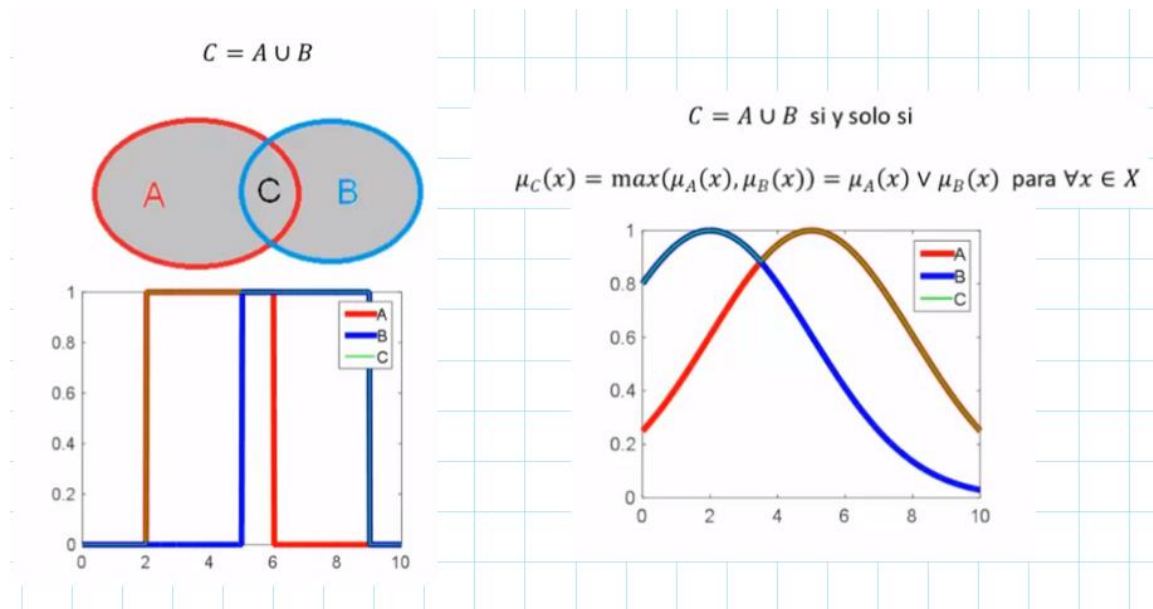 C = A ∪ B
A
C
B
1
0.8
0.6
0.4
0.2
0
0 2 4 6 8 10
A
B
C
C = A ∪ B si y solo si
μ_C(x) = max(μ_A(x), μ_B(x)) = μ_A(x) ∨ μ_B(x) para ∀x ∈ X
1
0.8
0.6
0.4
0.2
0
0 2 4 6 8 10
A
B
C